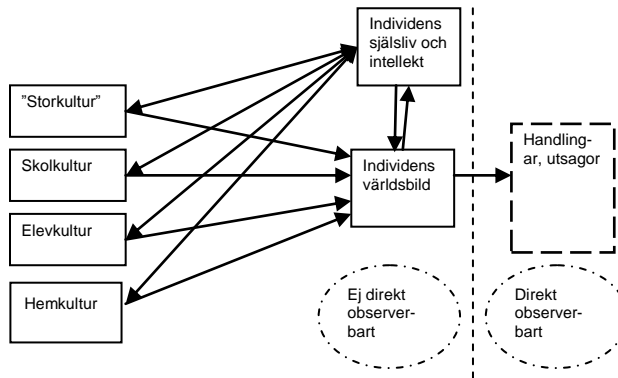 Individens
själsliv och
intellekt
”Storkultur”
Skolkultur
Elevkultur
Hemkultur
Individens
världsbild
Handling-
ar, utsagor
Ej direkt
observer-
bart
Direkt
observer-
bart